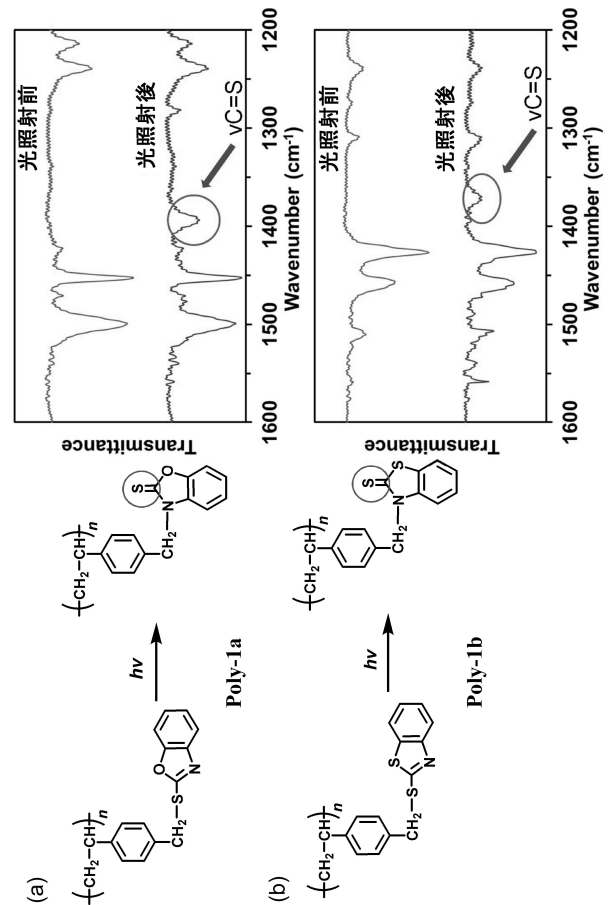 (a)
( CH₂-CH )n
CH₂-S
S
O
N
hν
Poly-1a
( CH₂-CH )n
CH₂
N
S
O
Transmittance
光照射前
光照射後
νC=S
1600 1500 1400 1300 1200
Wavenumber (cm⁻¹)
(b)
( CH₂-CH )n
CH₂-S
S
N
hν
Poly-1b
( CH₂-CH )n
CH₂
N
S
S
Transmittance
光照射前
光照射後
νC=S
1600 1500 1400 1300 1200
Wavenumber (cm⁻¹)